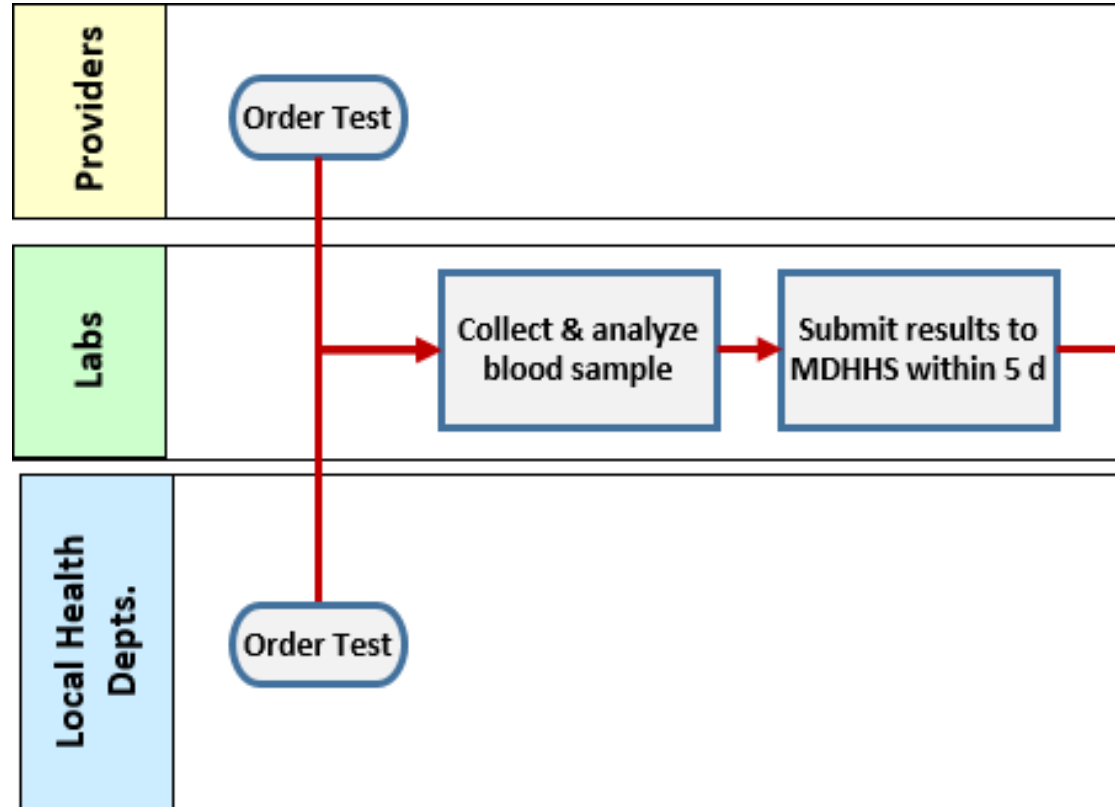 Providers
Order Test
Labs
Collect & analyze
blood sample
Submit results to
MDHHS within 5 d
Local Health
Depts.
Order Test